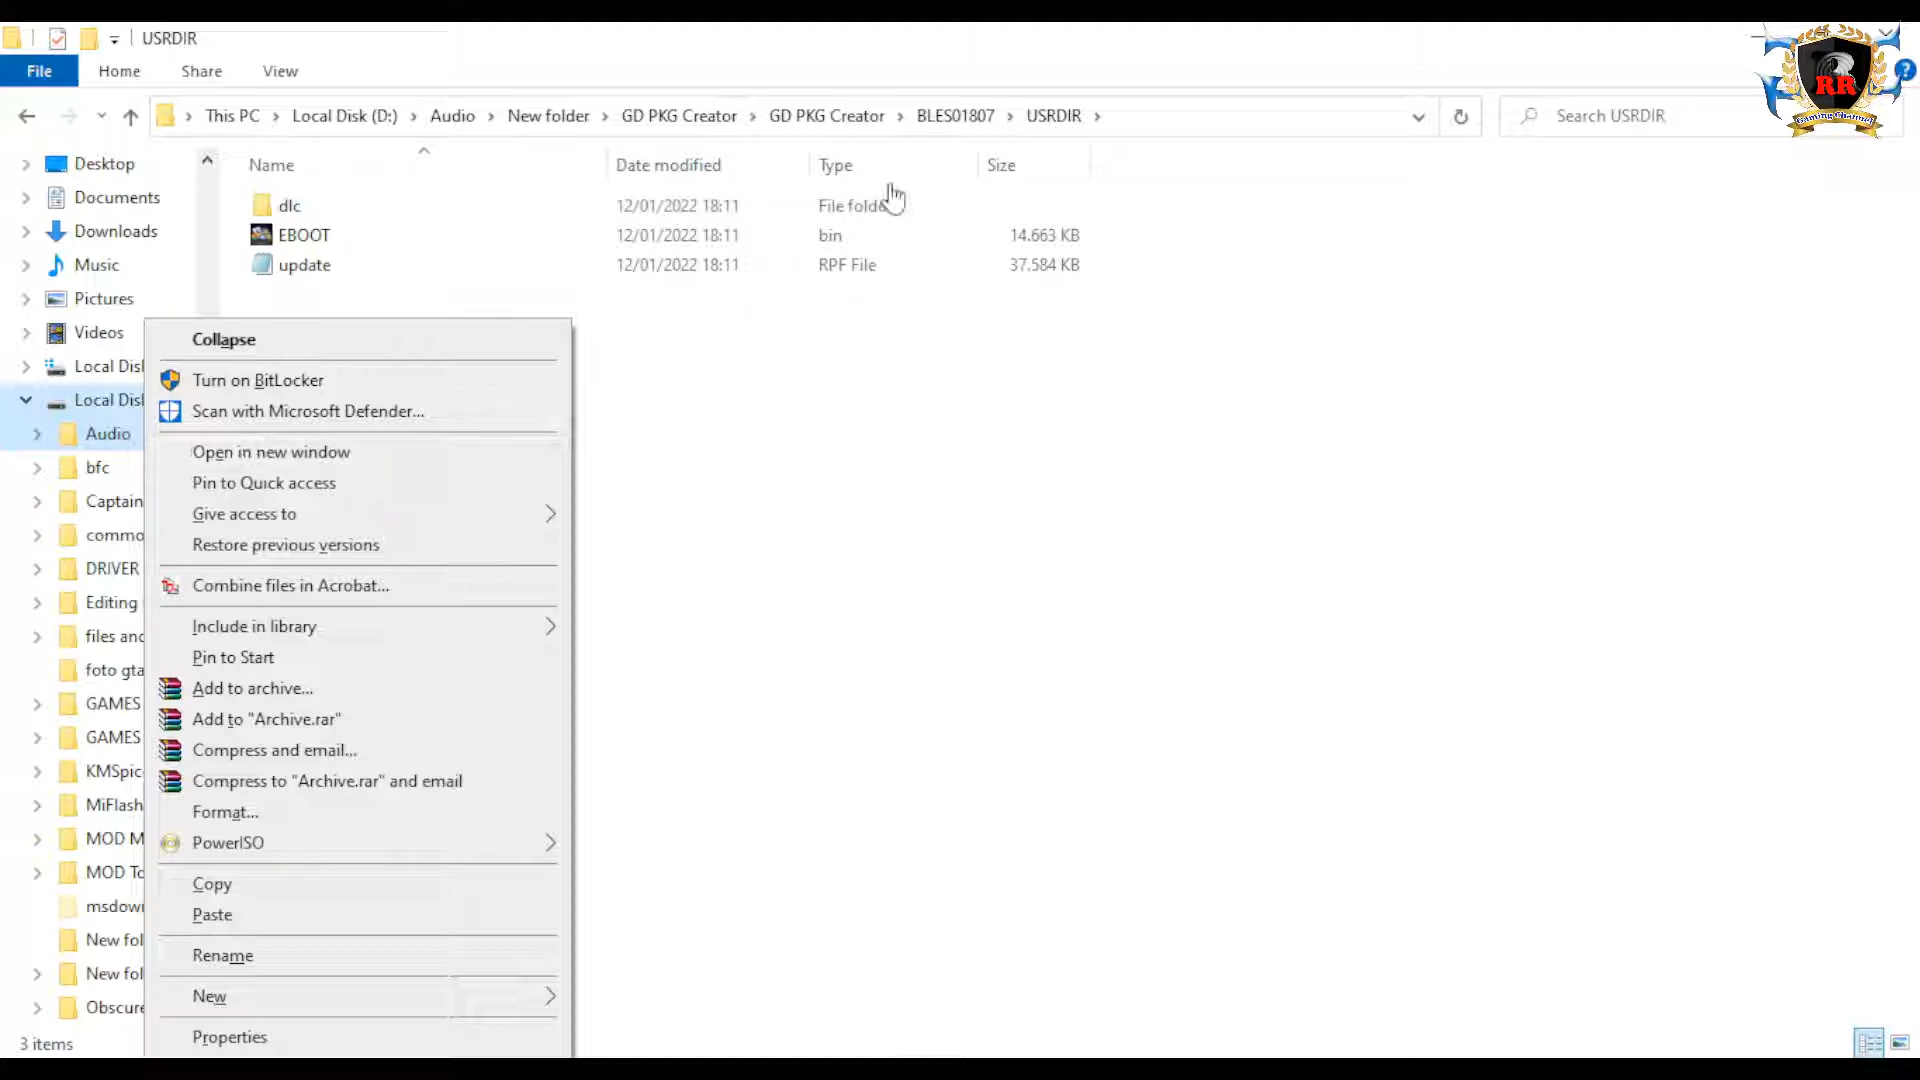 USRDIR
File
Home
Share
View
RR
Gaming Channel
This PC
Local Disk (D:)
Audio
New folder
GD PKG Creator
GD PKG Creator
BLES01807
USRDIR
Search USRDIR
Name
Date modified
Type
Size
dlc
12/01/2022 18:11
File folde
EBOOT
12/01/2022 18:11
bin
14.663 KB
update
12/01/2022 18:11
RPF File
37.584 KB
Desktop
Documents
Downloads
Music
Pictures
Videos
Local Dis
Local Dis
Audio
bfc
Captain
commo
DRIVER
Editing
files and
foto gta
GAMES
GAMES
KMSpic
MiFlash
MOD M
MOD To
msdow
New fol
New fol
Obscure
Collapse
Turn on BitLocker
Scan with Microsoft Defender...
Open in new window
Pin to Quick access
Give access to
Restore previous versions
Combine files in Acrobat...
Include in library
Pin to Start
Add to archive...
Add to "Archive.rar"
Compress and email...
Compress to "Archive.rar" and email
Format...
PowerISO
Copy
Paste
Rename
New
Properties
3 items